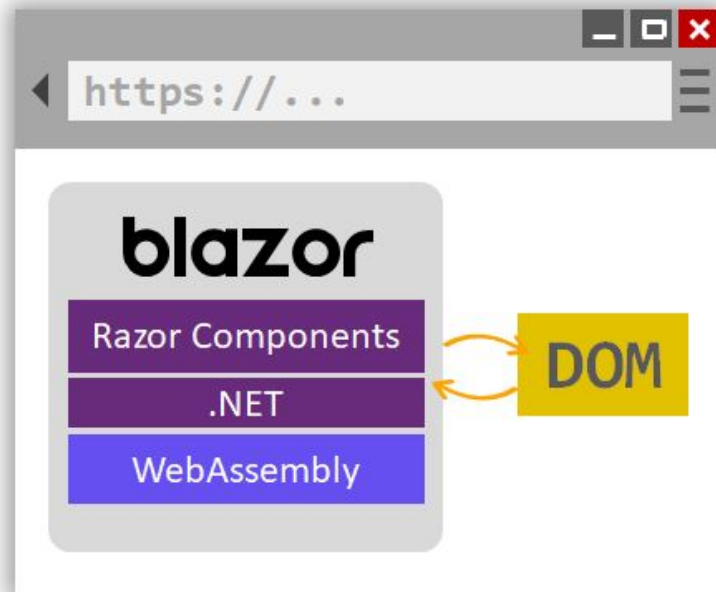 https://...
blazor
Razor Components
.NET
WebAssembly
DOM